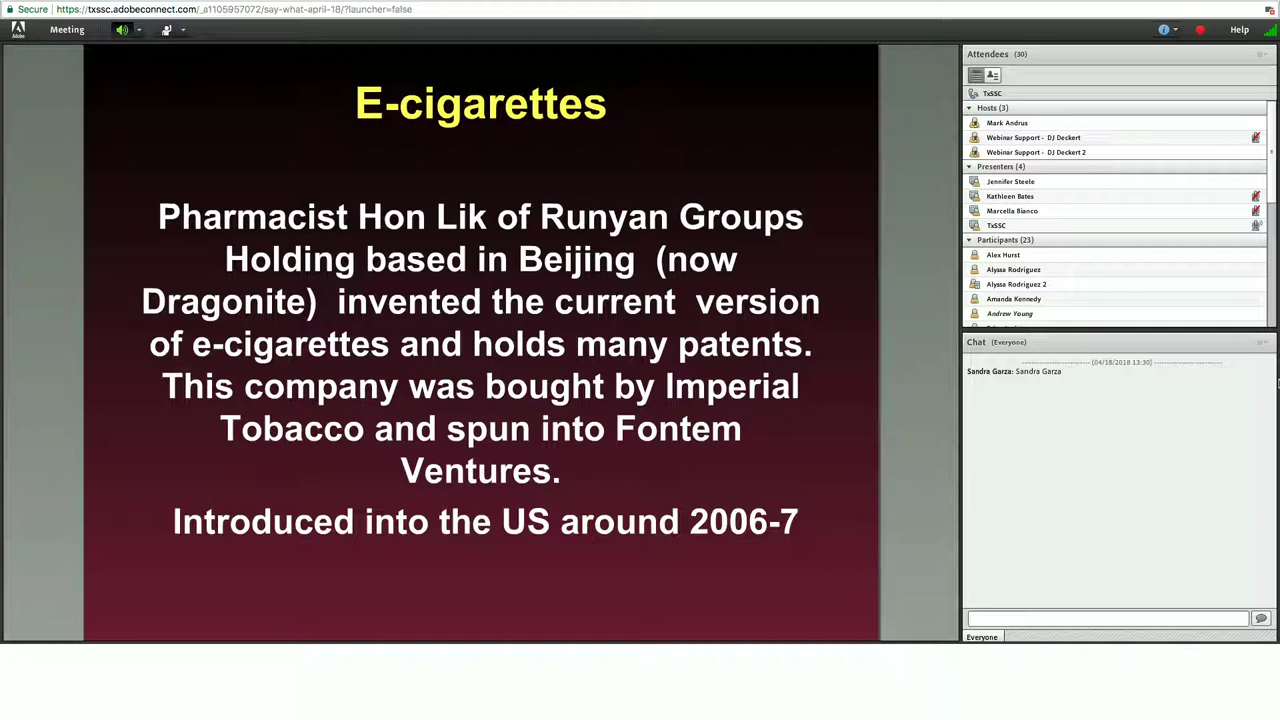 Secure https://txssc.adobeconnect.com/_a1105957072/say-what-april-18/?launcher=false
Adobe
Meeting
Help
E-cigarettes
Pharmacist Hon Lik of Runyan Groups
Holding based in Beijing (now
Dragonite) invented the current version
of e-cigarettes and holds many patents.
This company was bought by Imperial
Tobacco and spun into Fontem
Ventures.
Introduced into the US around 2006-7
Attendees (30)
TxSSC
Hosts (3)
Mark Andrus
Webinar Support - DJ Deckert
Webinar Support - DJ Deckert 2
Presenters (4)
Jennifer Steele
Kathleen Bates
Marcella Bianco
TxSSC
Participants (23)
Alex Hurst
Alyssa Rodriguez
Alyssa Rodriguez 2
Amanda Kennedy
Andrew Young
Chat (Everyone)
(04/18/2018 13:30)
Sandra Garza: Sandra Garza
Everyone